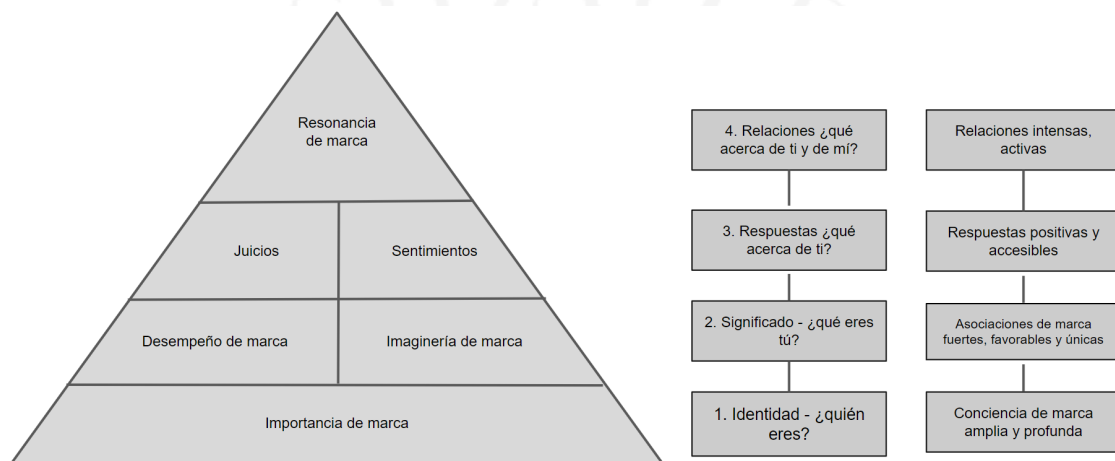 Resonancia
de marca
Juicios
Sentimientos
Desempeño de marca
Imaginería de marca
Importancia de marca
4. Relaciones ¿qué
acerca de ti y de mí?
3. Respuestas ¿qué
acerca de ti?
2. Significado - ¿qué eres
tú?
1. Identidad - ¿quién
eres?
Relaciones intensas,
activas
Respuestas positivas y
accesibles
Asociaciones de marca
fuertes, favorables y únicas
Conciencia de marca
amplia y profunda